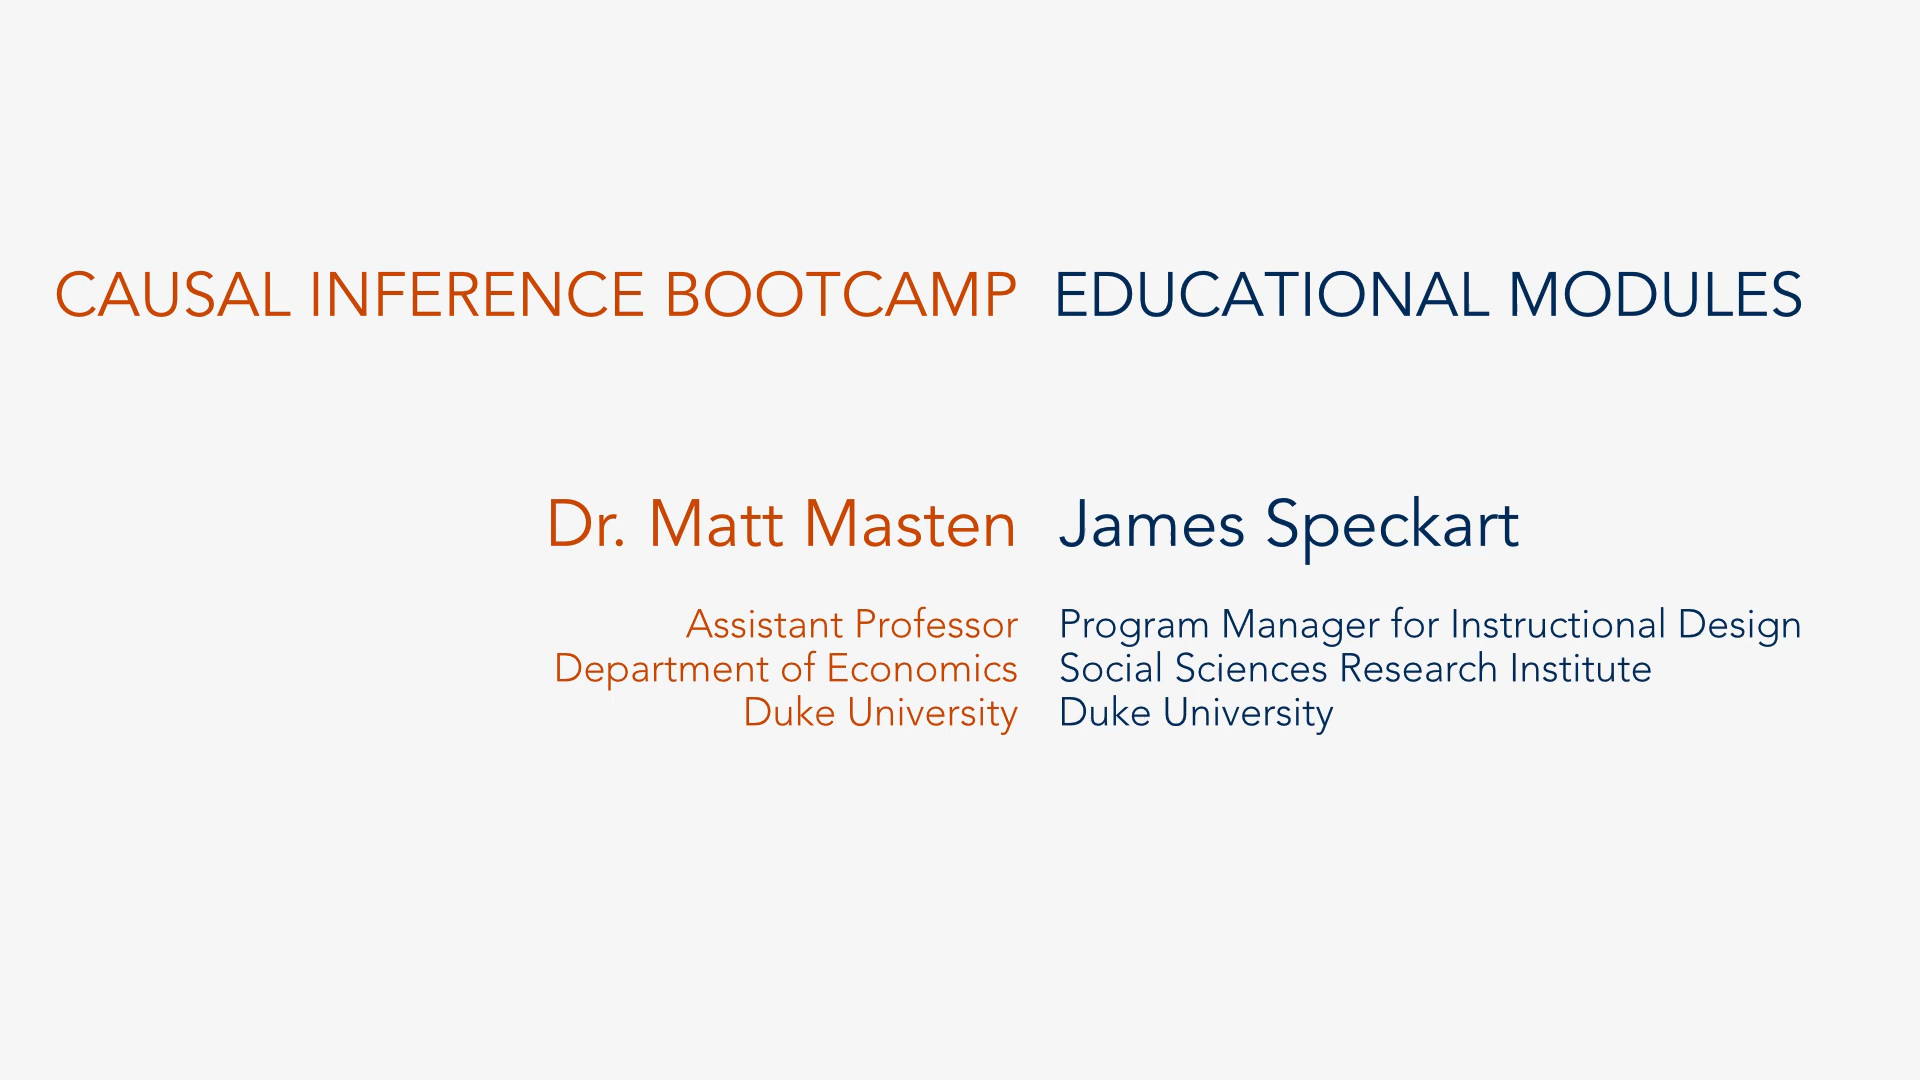 CAUSAL INFERENCE BOOTCAMP EDUCATIONAL MODULES
Dr. Matt Masten
Assistant Professor
Department of Economics
Duke University
James Speckart
Program Manager for Instructional Design
Social Sciences Research Institute
Duke University